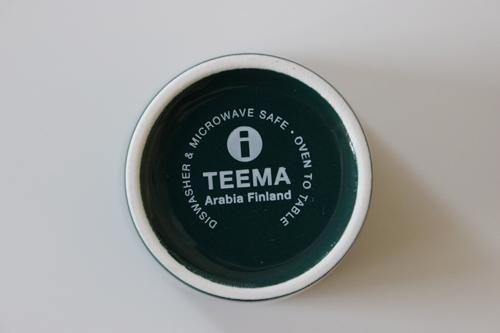 DISHWASHER & MICROWAVE SAFE • OVEN TO TABLE
i
TEEMA
Arabia Finland